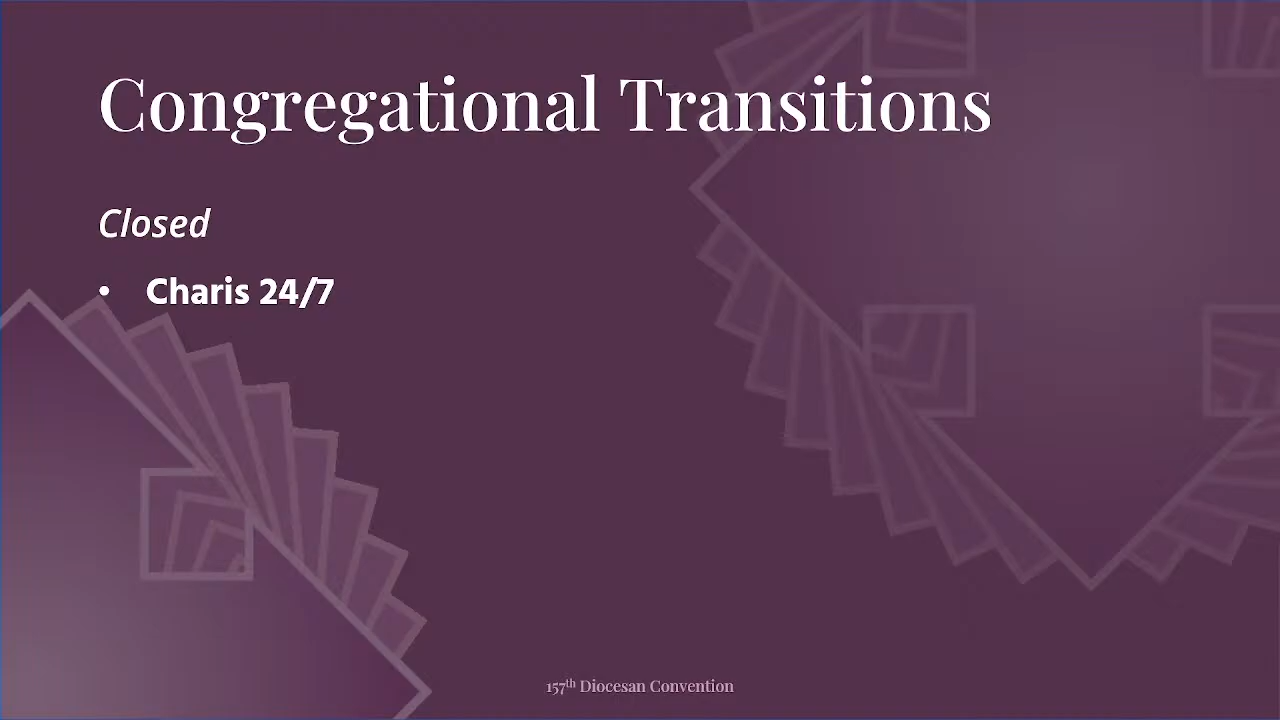 Congregational Transitions
Closed
• Charis 24/7
157th Diocesan Convention